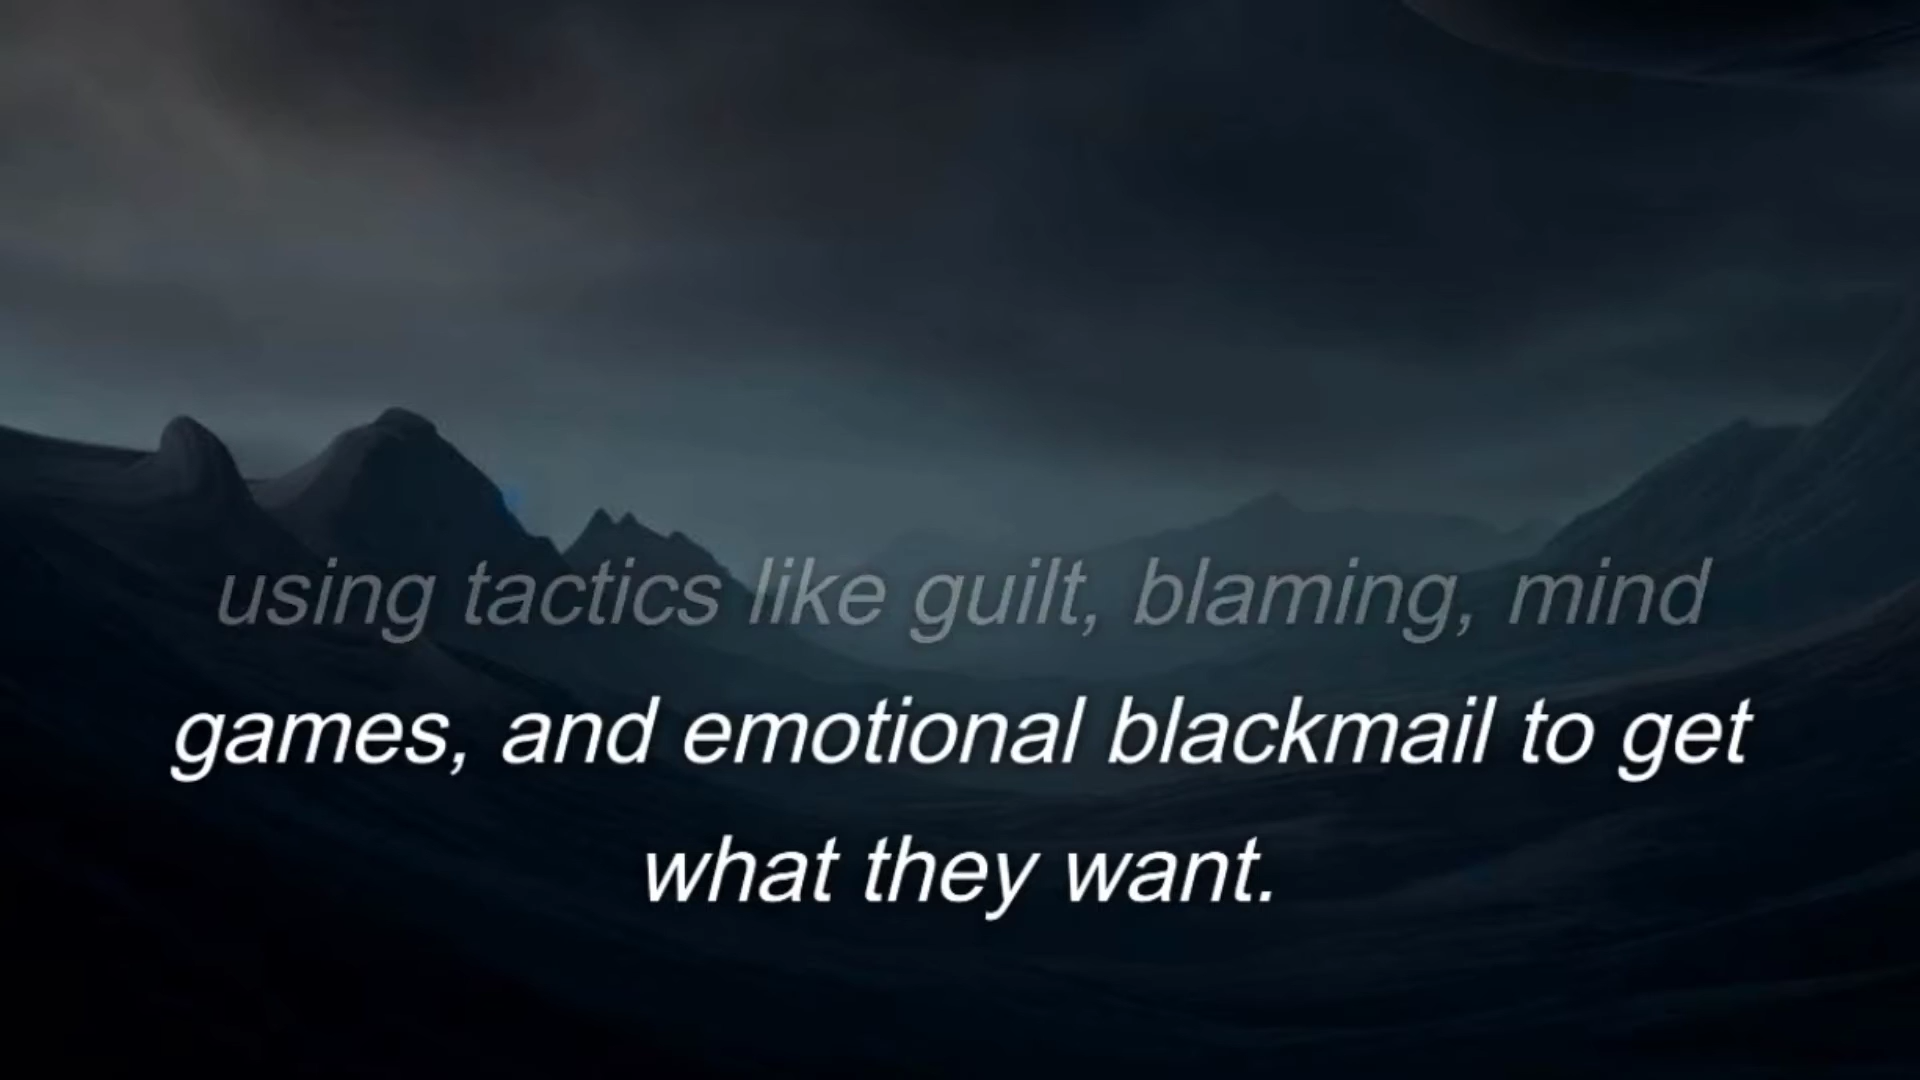 using tactics like guilt, blaming, mind
games, and emotional blackmail to get
what they want.